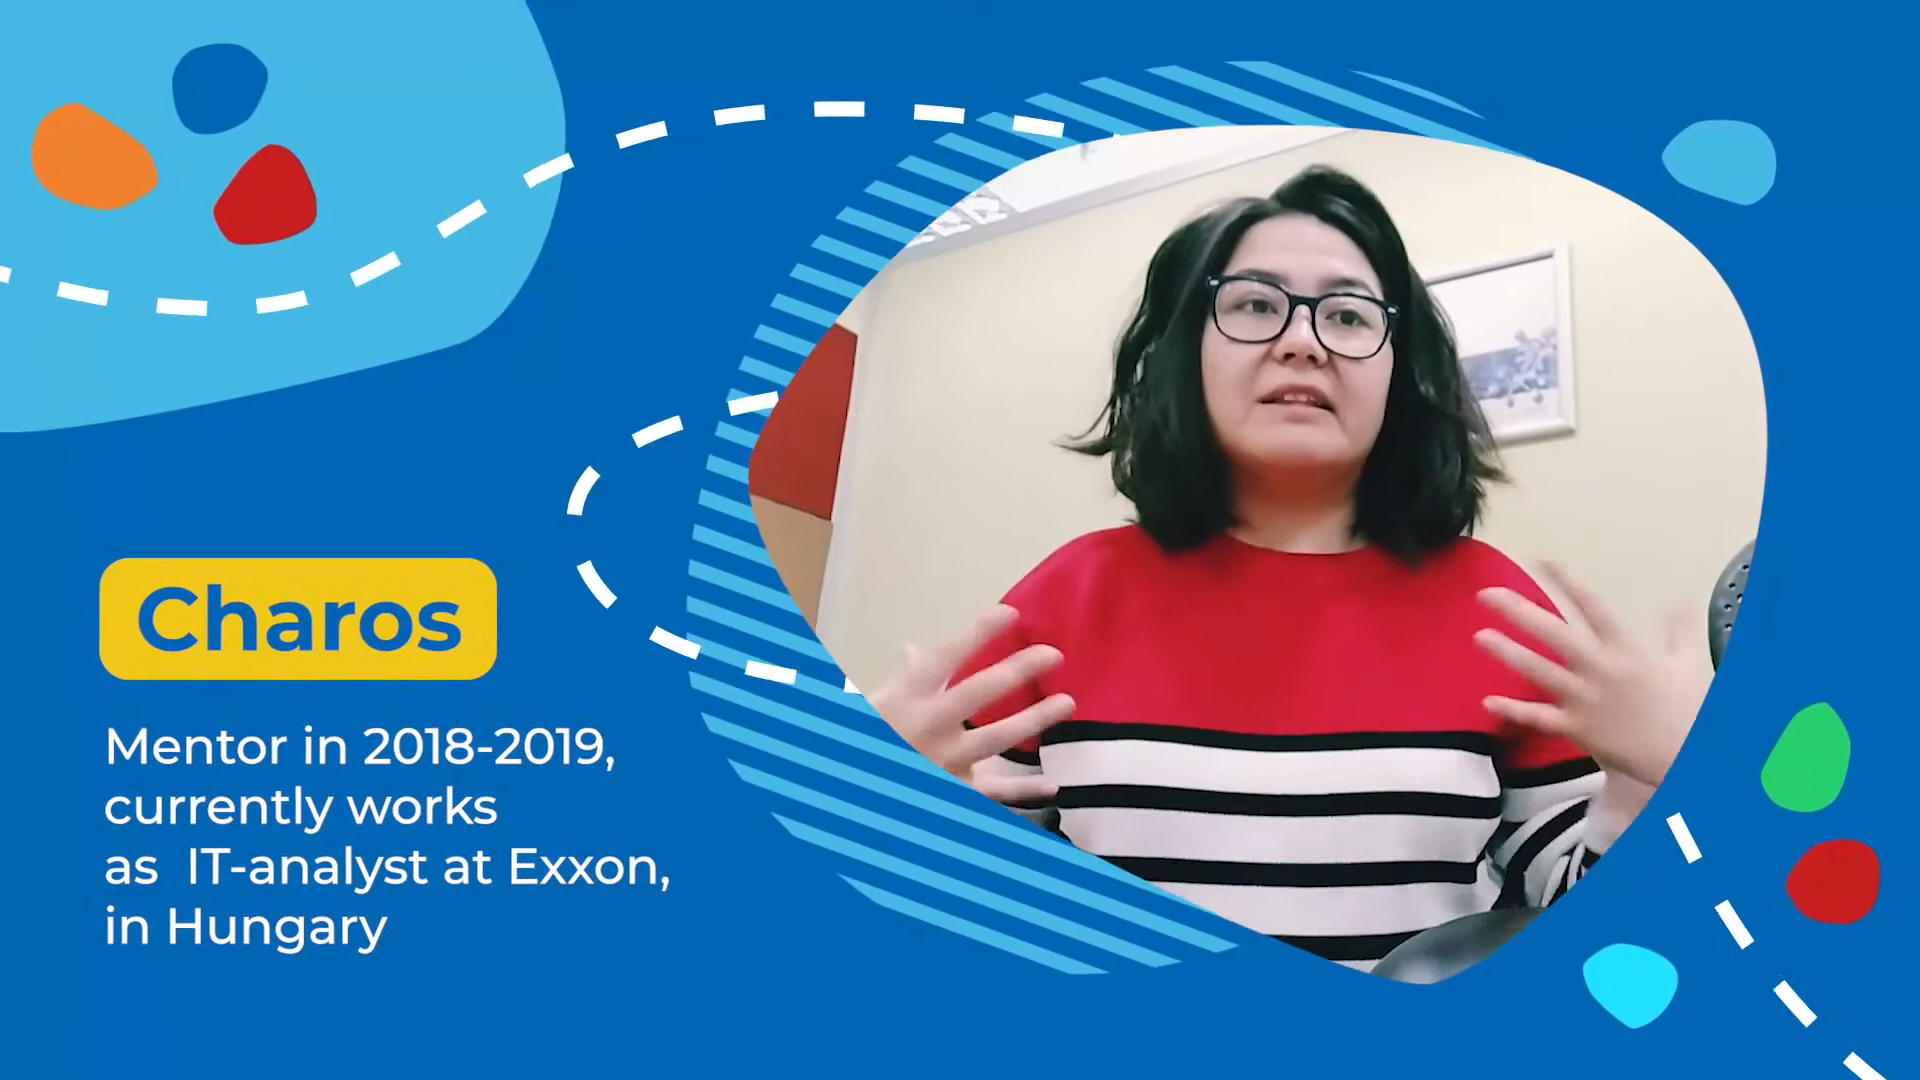 Charos
Mentor in 2018-2019,
currently works
as IT-analyst at Exxon,
in Hungary